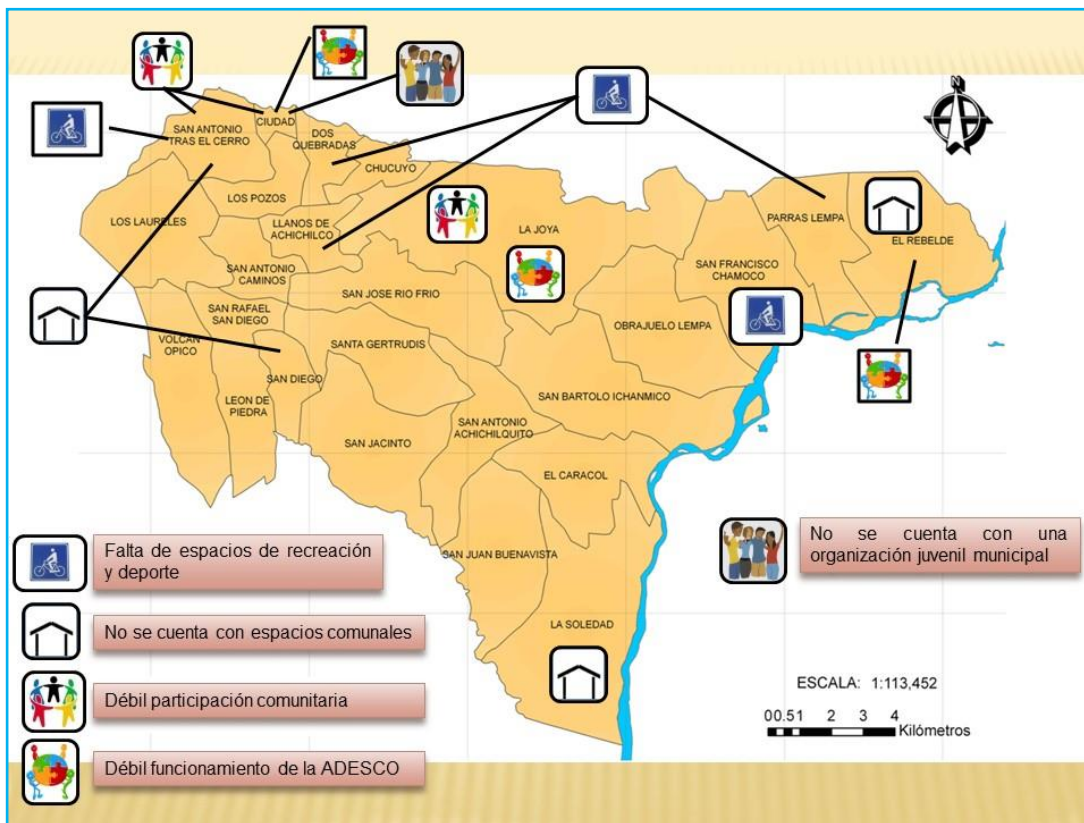 N
SAN ANTONIO
TRAS EL CERRO
CIUDAD
DOS
QUEBRADAS
CHUCUYO
LOS POZOS
LOS LAURELES
LLANOS DE
ACHICHILCO
LA JOYA
PARRAS LEMPA
EL REBELDE
SAN FRANCISCO
CHAMOCO
SAN ANTONIO
CAMINOS
SAN JOSE RIO FRIO
SAN RAFAEL
SAN DIEGO
OBRAJUELO LEMPA
VOLCAN
OPICO
SANTA GERTRUDIS
SAN DIEGO
LEON DE
PIEDRA
SAN BARTOLO ICHANMICO
SAN ANTONIO
ACHICHILQUITO
SAN JACINTO
EL CARACOL
SAN JUAN BUENAVISTA
LA SOLEDAD
Falta de espacios de recreación
y deporte
No se cuenta con espacios comunales
Débil participación comunitaria
Débil funcionamiento de la ADESCO
No se cuenta con una
organización juvenil municipal
ESCALA: 1:113,452
00.51 2 3 4
Kilómetros